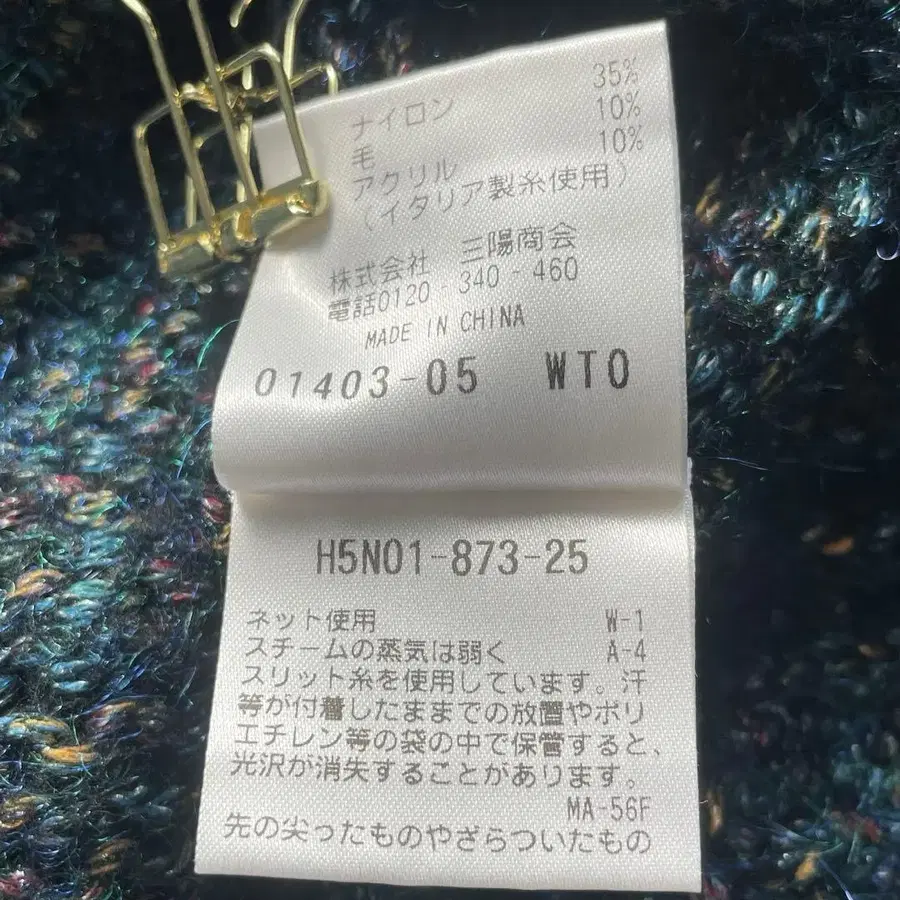 ナイロン 35%
毛 10%
アクリル 10%
(イタリア製糸使用)
株式会社 三陽商会
電話0120-340-460
MADE IN CHINA
01403-05 WTO
H5N01-873-25
ネット使用 W-1
スチームの蒸気は弱く A-4
スリット糸を使用しています。汗
等が付着したままでの放置やポリ
エチレン等の袋の中で保管すると、
光沢が消失することがあります。
MA-56F
先の尖ったものやざらついたもの